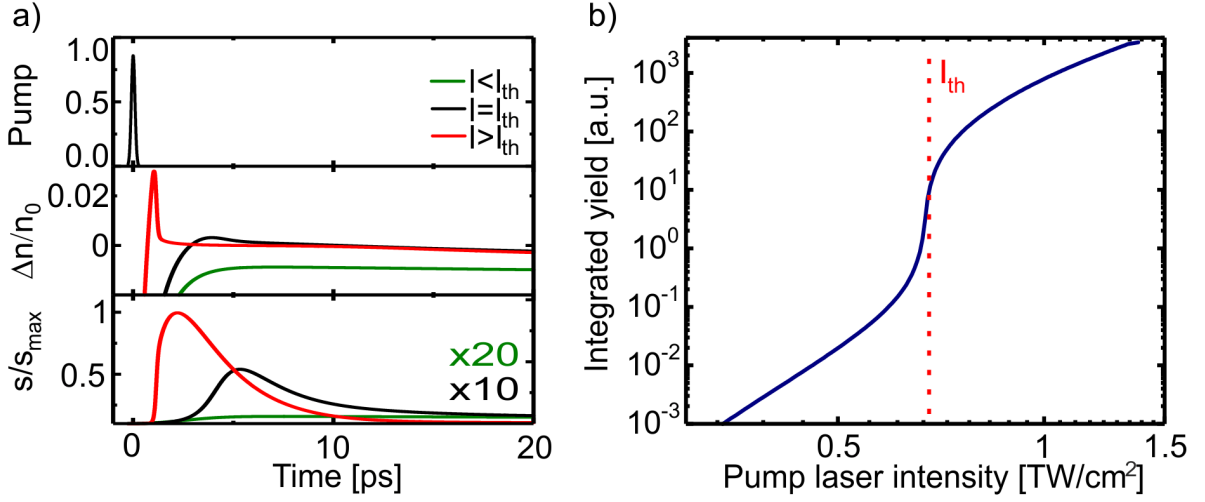 a)
Pump
1.0
0.5
0.0
I<Ith
I=Ith
I>Ith
Δn/n0
0.02
0
s/smax
1
0.5
x20
x10
0
10
20
Time [ps]
b)
Integrated yield [a.u.]
10^3
10^2
10^1
10^0
10^-1
10^-2
10^-3
Ith
0.5
1
1.5
Pump laser intensity [TW/cm^2]